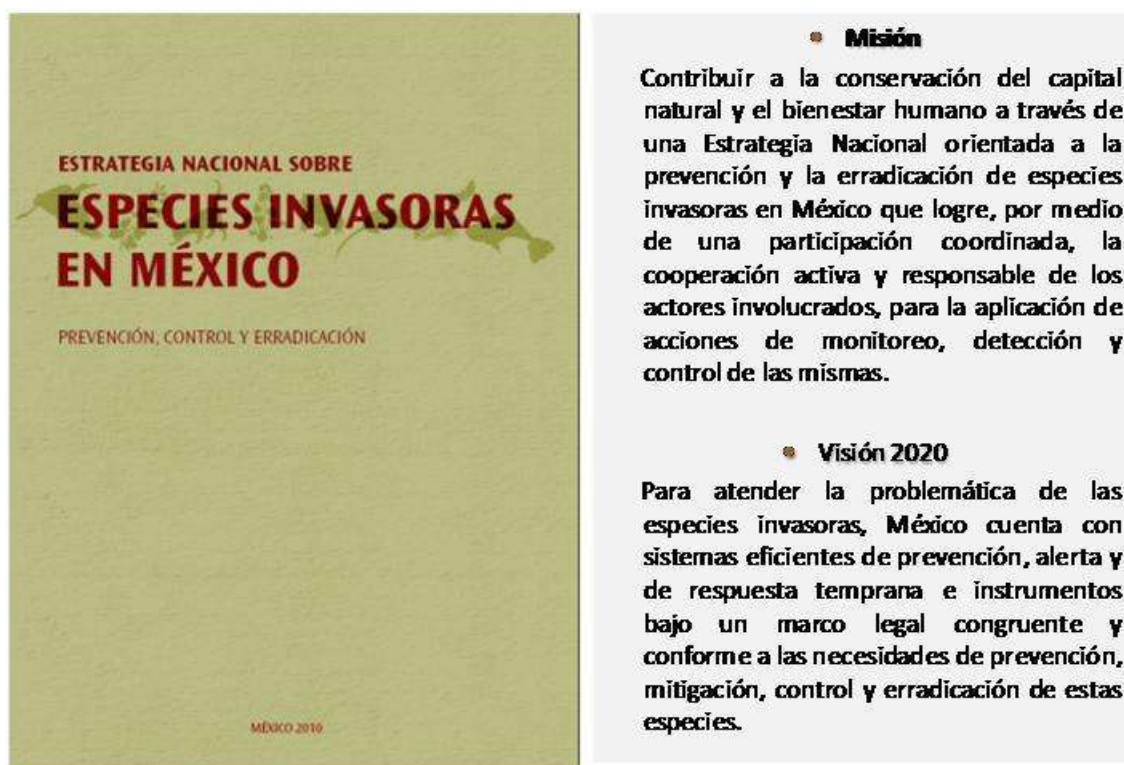 ESTRATEGIA NACIONAL SOBRE
ESPECIES INVASORAS
EN MÉXICO
PREVENCIÓN, CONTROL Y ERRADICACIÓN
MÉXICO 2010
• Misión
Contribuir a la conservación del capital
natural y el bienestar humano a través de
una Estrategia Nacional orientada a la
prevención y la erradicación de especies
invasoras en México que logre, por medio
de una participación coordinada, la
cooperación activa y responsable de los
actores involucrados, para la aplicación de
acciones de monitoreo, detección y
control de las mismas.
• Visión 2020
Para atender la problemática de las
especies invasoras, México cuenta con
sistemas eficientes de prevención, alerta y
de respuesta temprana e instrumentos
bajo un marco legal congruente y
conforme a las necesidades de prevención,
mitigación, control y erradicación de estas
especies.